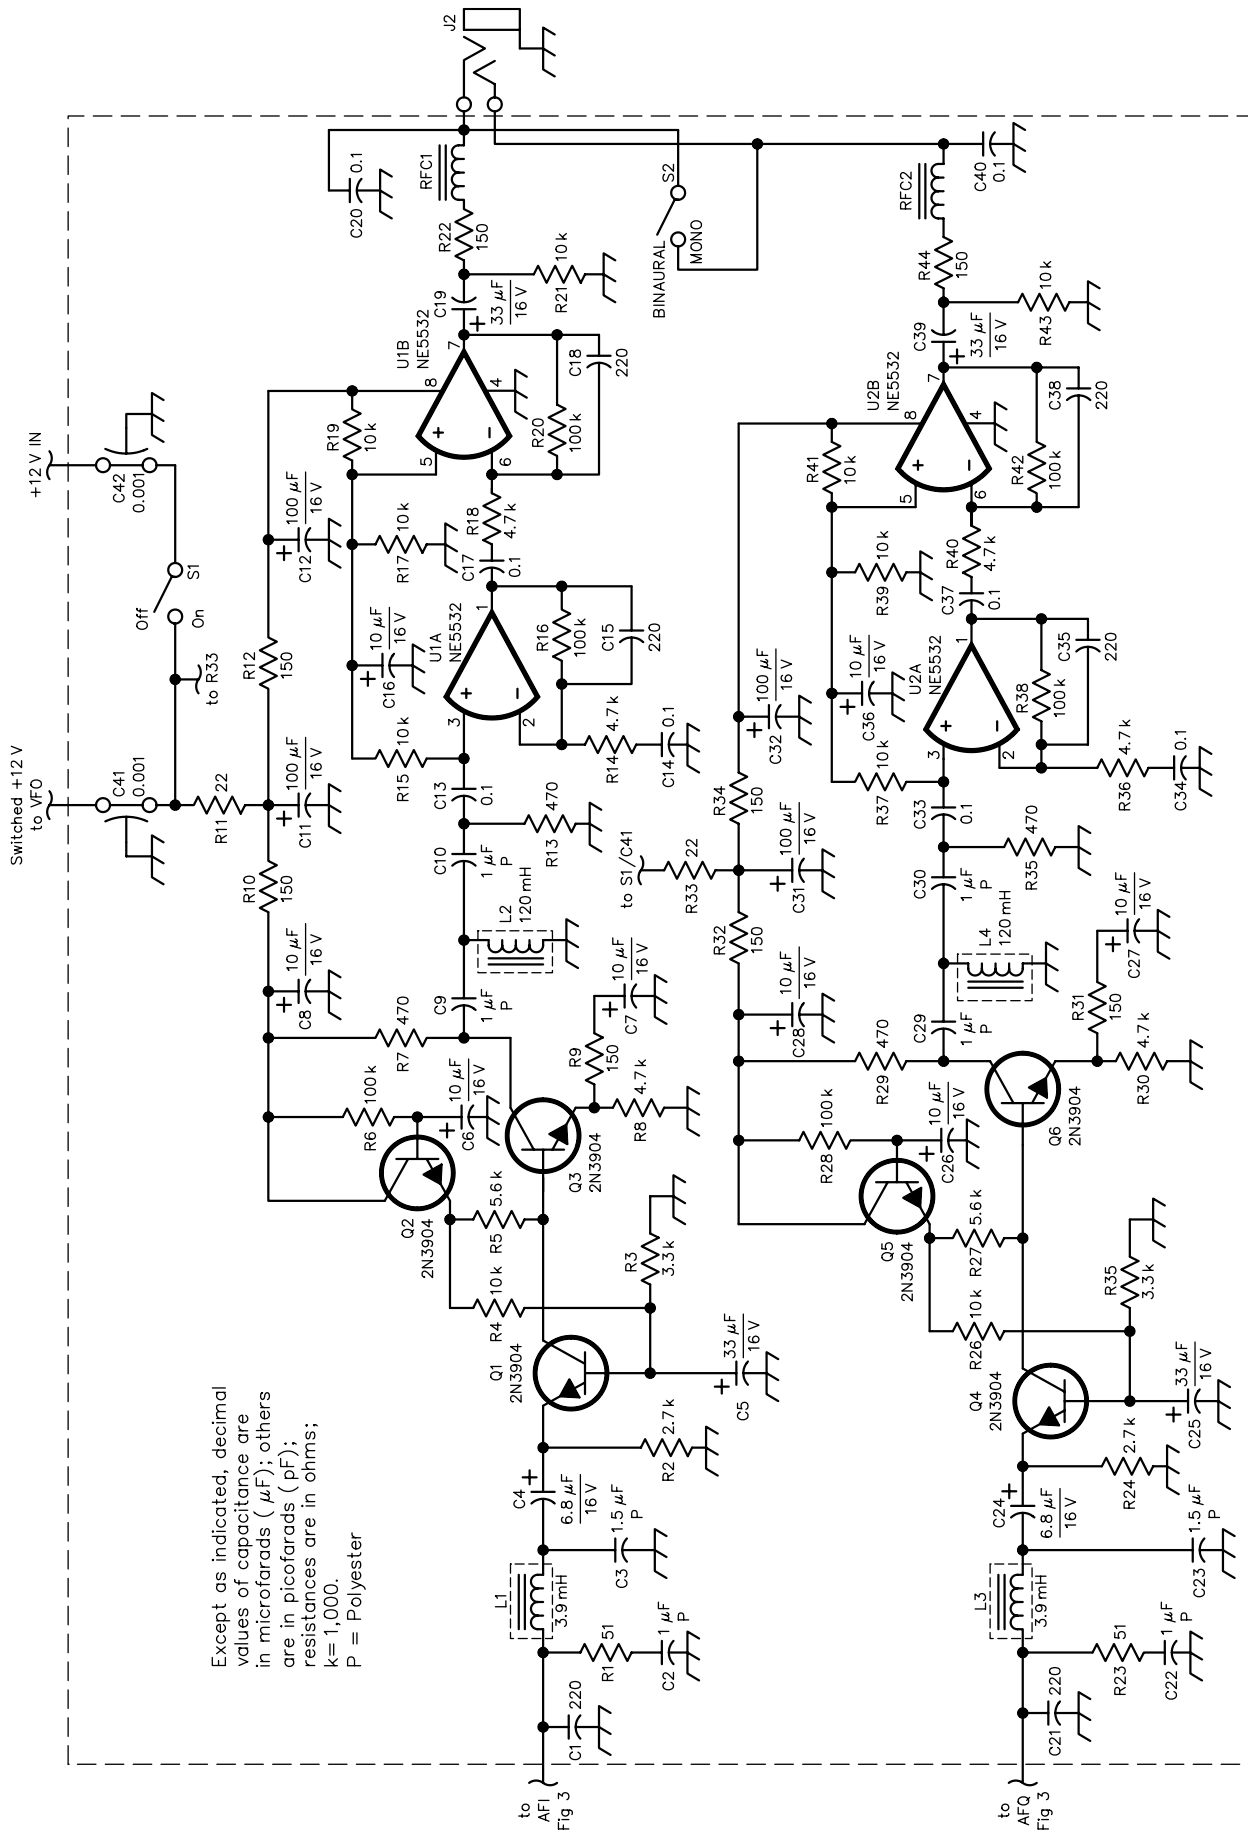 Except as indicated, decimal
values of capacitance are
in microfarads ( µF); others
are in picofarads ( pF);
resistances are in ohms;
k= 1,000.
P = Polyester
Switched +12 V
to VFO
C41
0.001
Off
On
S1
to R33
+12 V IN
C42
0.001
R11
22
R10
150
R12
150
C8
10 µF
16 V
C11
100 µF
16 V
C12
100 µF
16 V
to
AFI
Fig 3
C1
220
R1
51
C2
1 µF
P
L1
3.9 mH
C3
1.5 µF
P
C4
6.8 µF
16 V
R2
2.7 k
Q1
2N3904
C5
33 µF
16 V
R3
3.3 k
R4
10 k
R5
5.6 k
Q2
2N3904
R6
100 k
C6
10 µF
16 V
Q3
2N3904
R7
470
R8
4.7 k
R9
150
C7
10 µF
16 V
C9
1 µF
P
L2
120 mH
C10
1 µF
P
R13
470
C13
0.1
R15
10 k
C16
10 µF
16 V
R17
10 k
R19
10 k
U1A
NE5532
3
2
1
R14
4.7 k
C14
0.1
R16
100 k
C15
220
C17
0.1
R18
4.7 k
U1B
NE5532
5
6
7
8
4
R20
100 k
C18
220
C19
33 µF
16 V
R21
10 k
R22
150
RFC1
C20
0.1
J2
BINAURAL
MONO
S2
to
AFQ
Fig 3
C21
220
R23
51
C22
1 µF
P
L3
3.9 mH
C23
1.5 µF
P
C24
6.8 µF
16 V
R24
2.7 k
Q4
2N3904
C25
33 µF
16 V
R35
3.3 k
R26
10 k
R27
5.6 k
Q5
2N3904
R28
100 k
C26
10 µF
16 V
Q6
2N3904
R29
470
R30
4.7 k
R31
150
C27
10 µF
16 V
C28
10 µF
16 V
R32
150
to S1/C41
R33
22
C31
100 µF
16 V
R34
150
C32
100 µF
16 V
C29
1 µF
P
L4
120 mH
C30
1 µF
P
R35
470
C33
0.1
R37
10 k
C36
10 µF
16 V
R39
10 k
R41
10 k
U2A
NE5532
3
2
1
R36
4.7 k
C34
0.1
R38
100 k
C35
220
C37
0.1
R40
4.7 k
U2B
NE5532
5
6
7
8
4
R42
100 k
C38
220
C39
33 µF
16 V
R43
10 k
R44
150
RFC2
C40
0.1